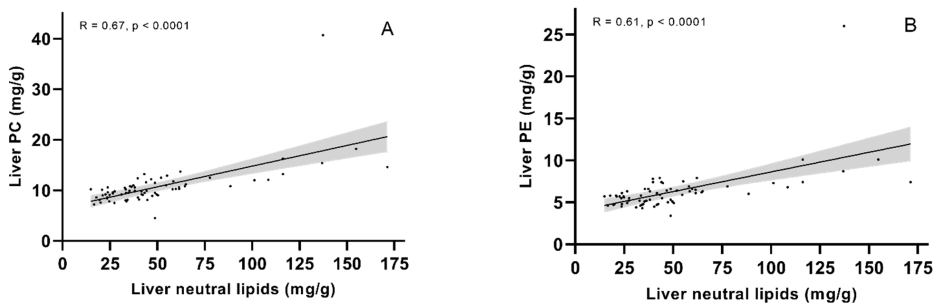 R = 0.67, p < 0.0001
A
40
30
20
10
0
Liver PC (mg/g)
0 25 50 75 100 125 150 175
Liver neutral lipids (mg/g)
R = 0.61, p < 0.0001
B
25
20
15
10
5
0
Liver PE (mg/g)
0 25 50 75 100 125 150 175
Liver neutral lipids (mg/g)